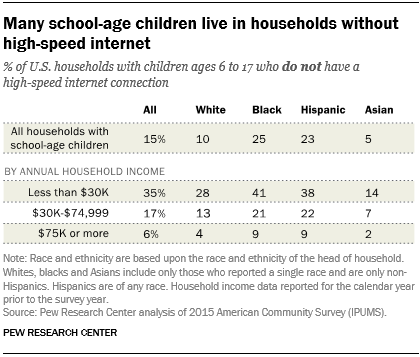 Many school-age children live in households without
high-speed internet
% of U.S. households with children ages 6 to 17 who do not have a
high-speed internet connection
All White Black Hispanic Asian
All households with
school-age children 15% 10 25 23 5
BY ANNUAL HOUSEHOLD INCOME
Less than $30K 35% 28 41 38 14
$30K-$74,999 17% 13 21 22 7
$75K or more 6% 4 9 9 2
Note: Race and ethnicity are based upon the race and ethnicity of the head of household.
Whites, blacks and Asians include only those who reported a single race and are only non-
Hispanics. Hispanics are of any race. Household income data reported for the calendar year
prior to the survey year.
Source: Pew Research Center analysis of 2015 American Community Survey (IPUMS).
PEW RESEARCH CENTER